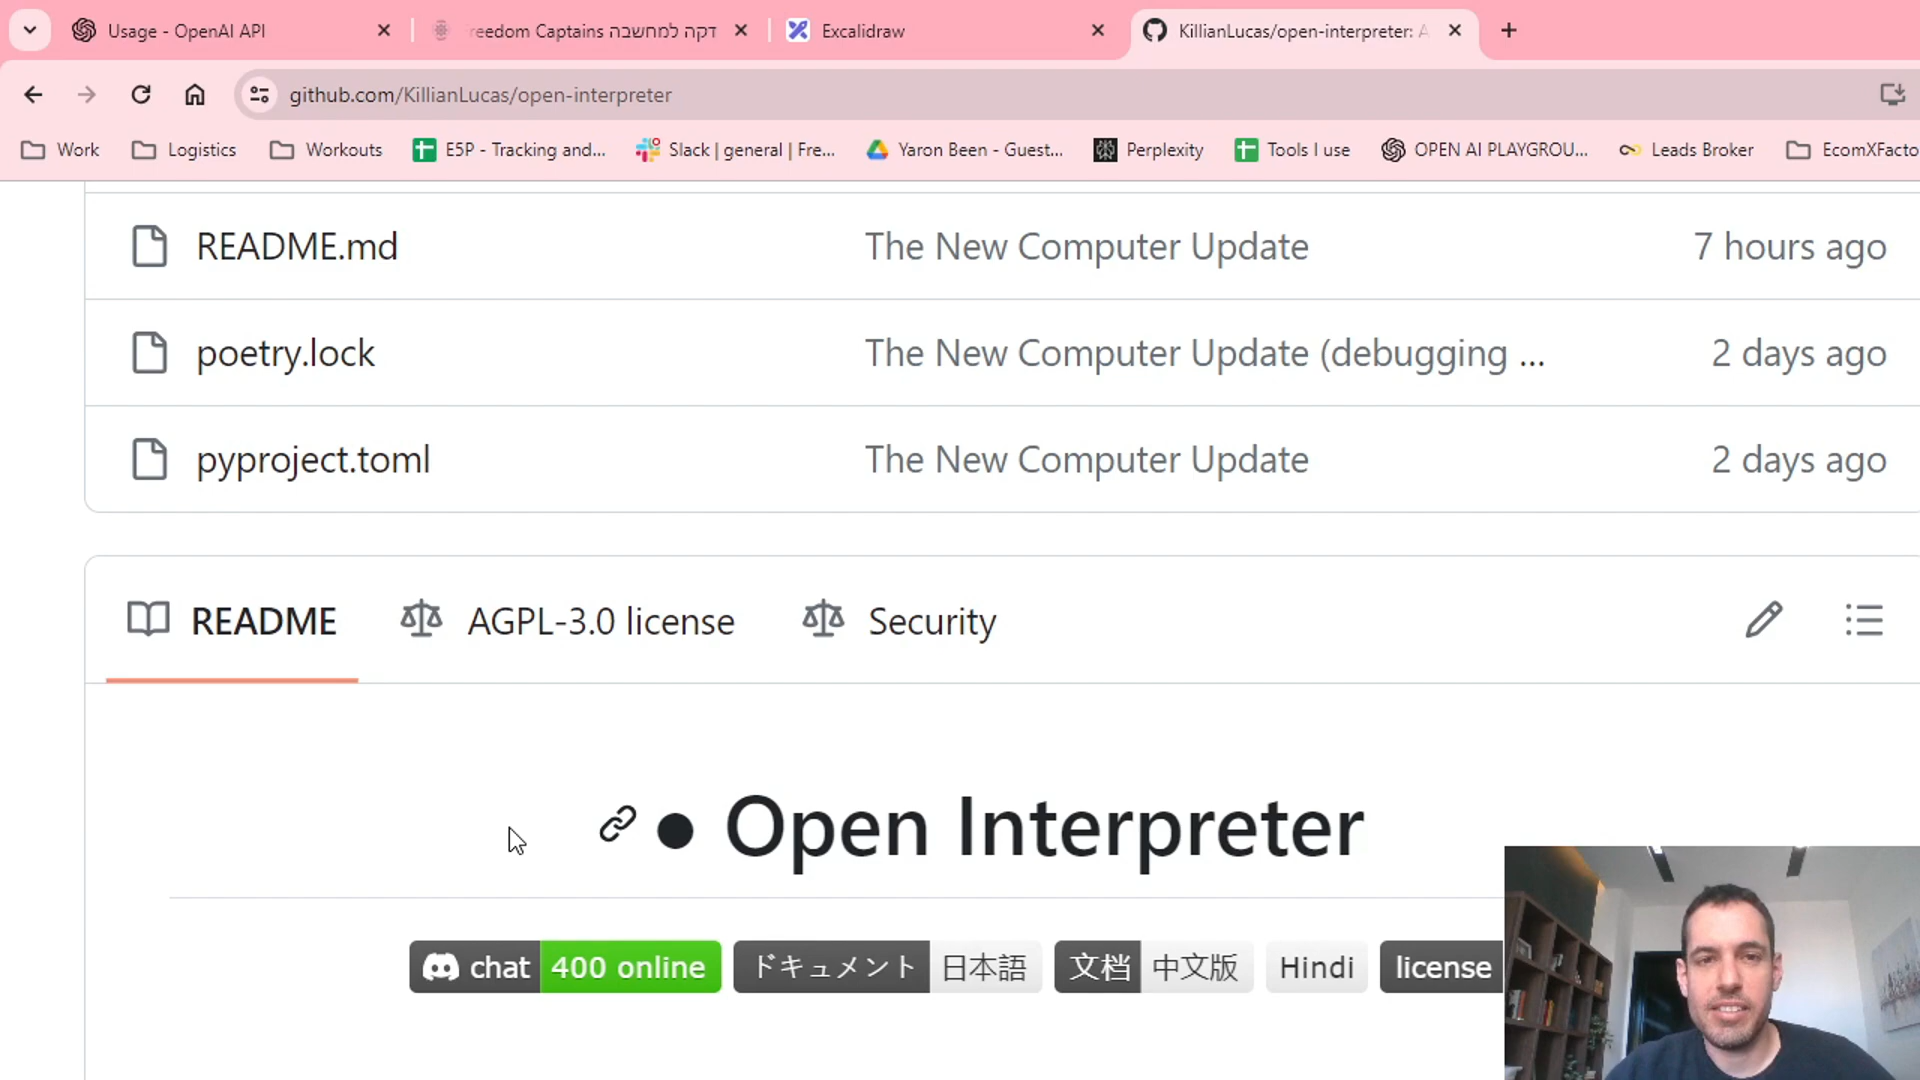 Usage - OpenAI API
reedom Captains דקה למחשבה
Excalidraw
KillianLucas/open-interpreter: A
github.com/KillianLucas/open-interpreter
Work
Logistics
Workouts
E5P - Tracking and...
Slack | general | Fre...
Yaron Been - Guest...
Perplexity
Tools I use
OPEN AI PLAYGROU...
Leads Broker
EcomXFacto
README.md
The New Computer Update
7 hours ago
poetry.lock
The New Computer Update (debugging ...
2 days ago
pyproject.toml
The New Computer Update
2 days ago
README
AGPL-3.0 license
Security
● Open Interpreter
chat 400 online
ドキュメント 日本語
文档 中文版
Hindi
license